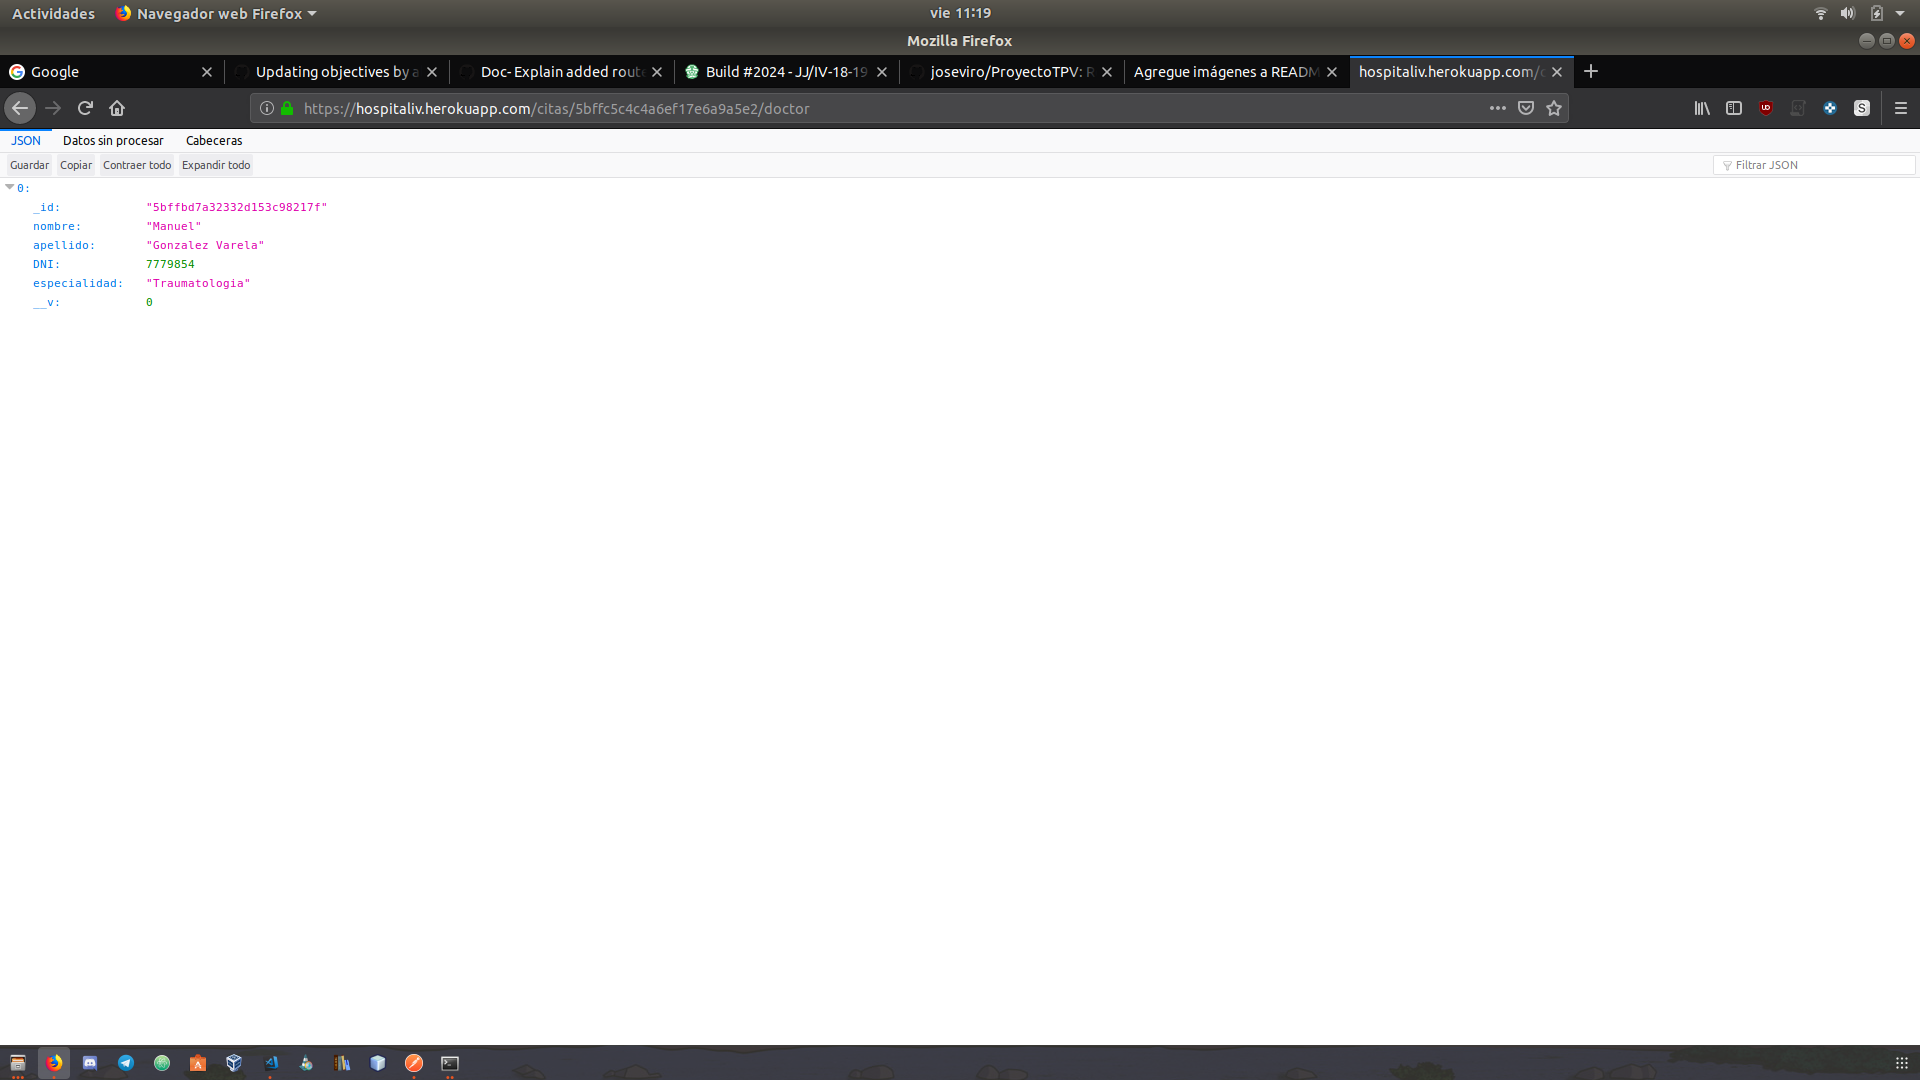 Actividades Navegador web Firefox vie 11:19
Mozilla Firefox
Google Updating objectives by a Doc- Explain added route Build #2024 - JJ/IV-18-19 joseviro/ProyectoTPV: R Agregue imágenes a READM hospitaliv.herokuapp.com/c
https://hospitaliv.herokuapp.com/citas/5bffc5c4c4a6ef17e6a9a5e2/doctor
JSON Datos sin procesar Cabeceras
Guardar Copiar Contraer todo Expandir todo Filtrar JSON
0:
_id: "5bffbd7a32332d153c98217f"
nombre: "Manuel"
apellido: "Gonzalez Varela"
DNI: 7779854
especialidad: "Traumatologia"
__v: 0